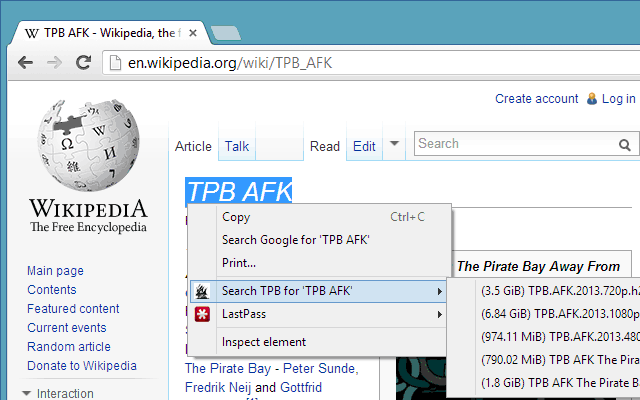 TPB AFK - Wikipedia, the f
en.wikipedia.org/wiki/TPB_AFK
Create account Log in
Article Talk Read Edit Search
TPB AFK
WIKIPEDIA
The Free Encyclopedia
Copy Ctrl+C
Search Google for 'TPB AFK'
Print...
The Pirate Bay Away From
Main page
Contents
Featured content
Current events
Random article
Donate to Wikipedia
Interaction
Search TPB for 'TPB AFK'
LastPass
Inspect element
(3.5 GiB) TPB.AFK.2013.720p.h
(6.84 GiB) TPB.AFK.2013.1080p
(974.11 MiB) TPB.AFK.2013.480
(790.02 MiB) TPB AFK The Pira
(1.8 GiB) TPB AFK The Pirate B
The Pirate Bay - Peter Sunde,
Fredrik Neij and Gottfrid